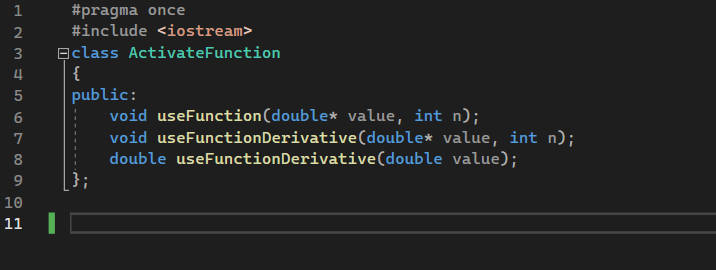 1 #pragma once
2 #include <iostream>
3 class ActivateFunction
4 {
5 public:
6 void useFunction(double* value, int n);
7 void useFunctionDerivative(double* value, int n);
8 double useFunctionDerivative(double value);
9 };
10
11